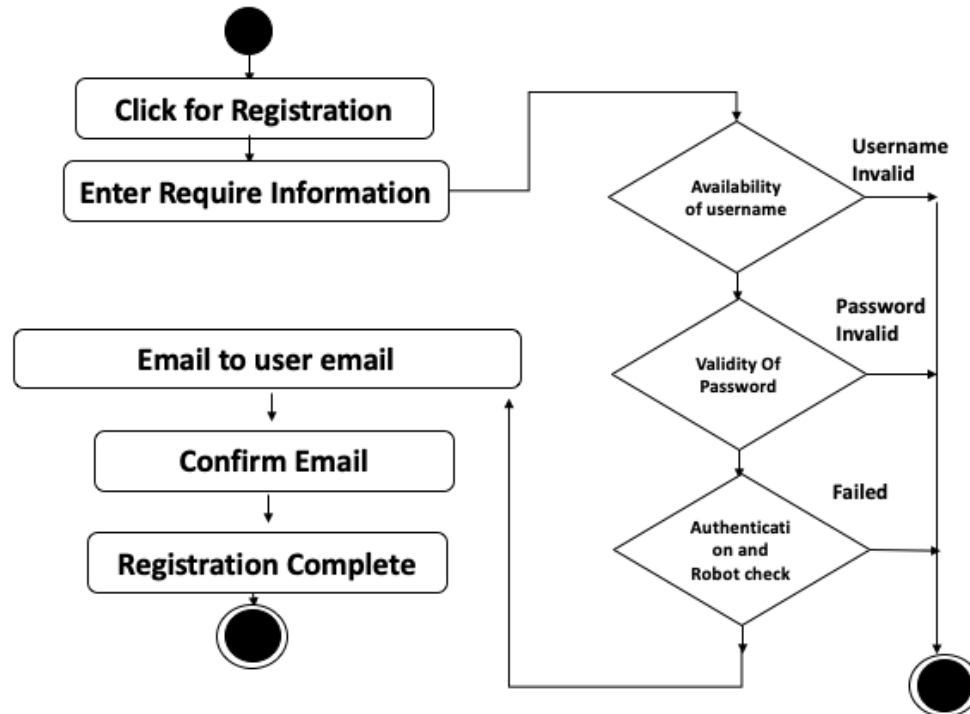 Click for Registration
Enter Require Information
Availability
of username
Username
Invalid
Validity Of
Password
Password
Invalid
Authenticati
on and
Robot check
Failed
Email to user email
Confirm Email
Registration Complete